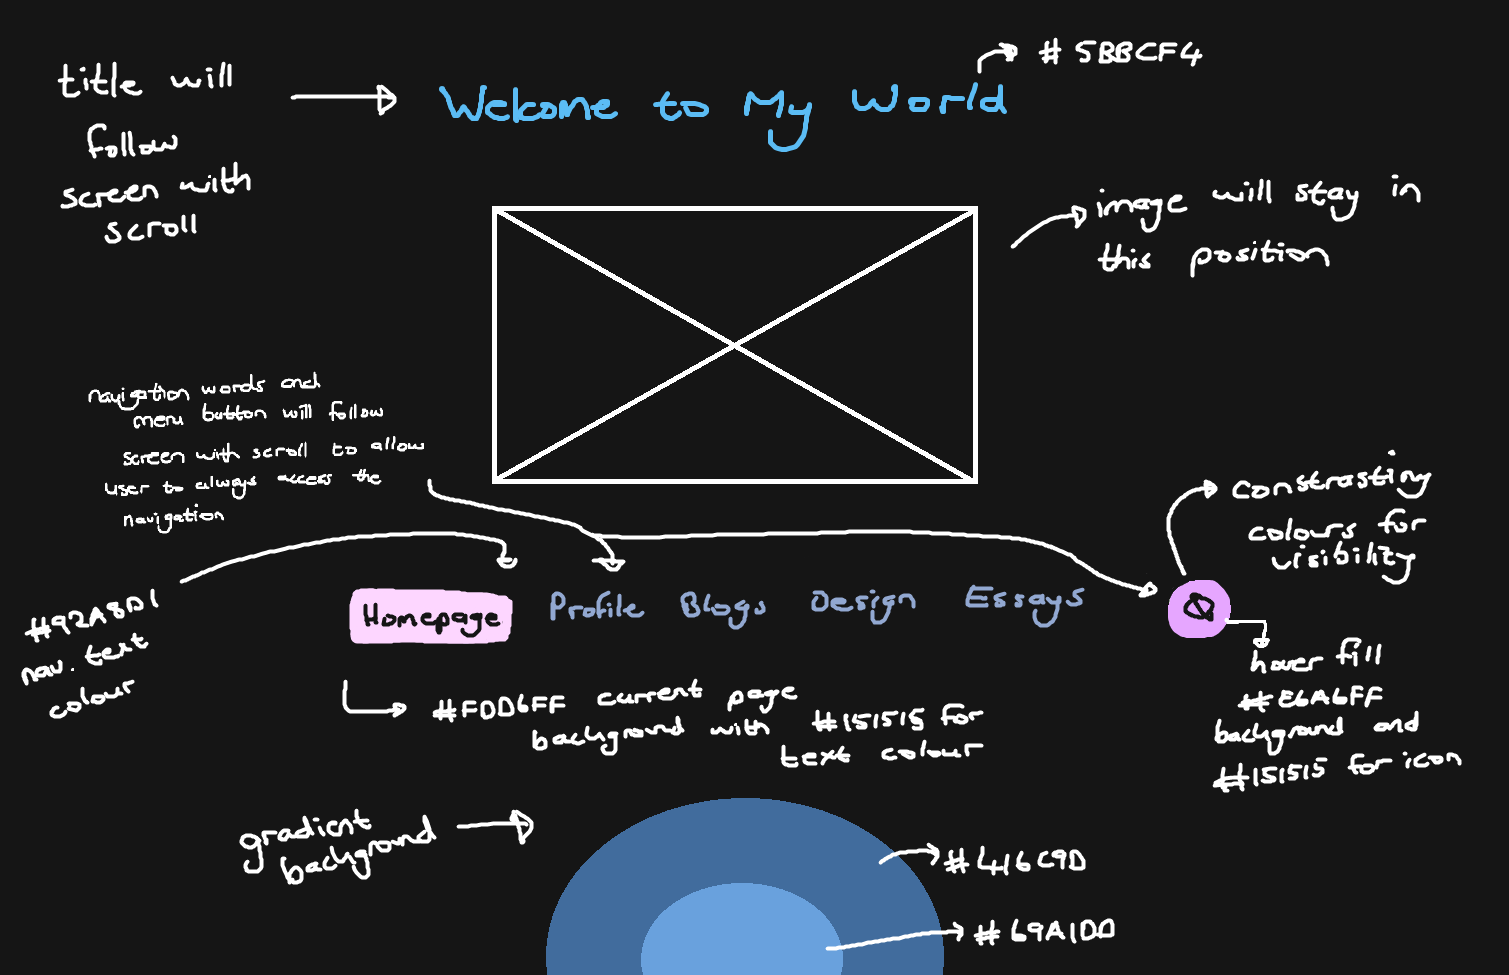 title will
follow
screen with
scroll
Welcome to My World
# 5BBCF4
image will stay in
this position
navigation words and
menu button will follow
screen with scroll to allow
user to always access the
navigation
#92A8D1
nav. text
colour
Homepage
Profile
Blogs
Design
Essays
constrasting
colours for
visibility
hover fill
#E6A6FF
background and
#151515 for icon
#FDD6FF current page
background with #151515 for
text colour
gradient
background
#416C9D
#69A1DD